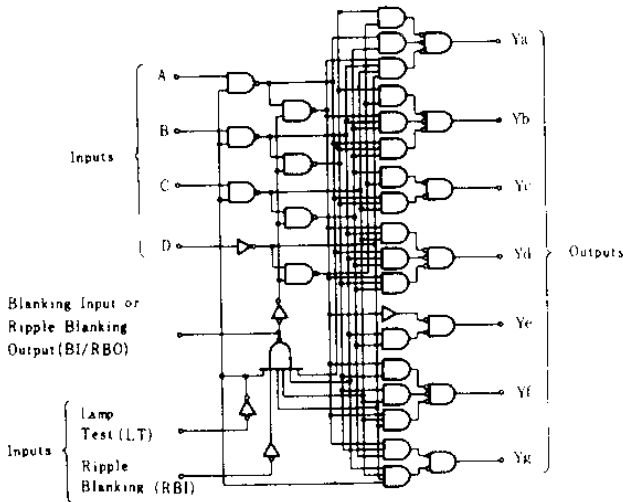 Ya
A
Yb
B
Inputs
C
Yc
D
Yd
Outputs
Blanking Input or
Ripple Blanking
Output (BI/RBO)
Ye
Lamp
Test (LT)
Yf
Inputs
Ripple
Blanking (RBI)
Yg